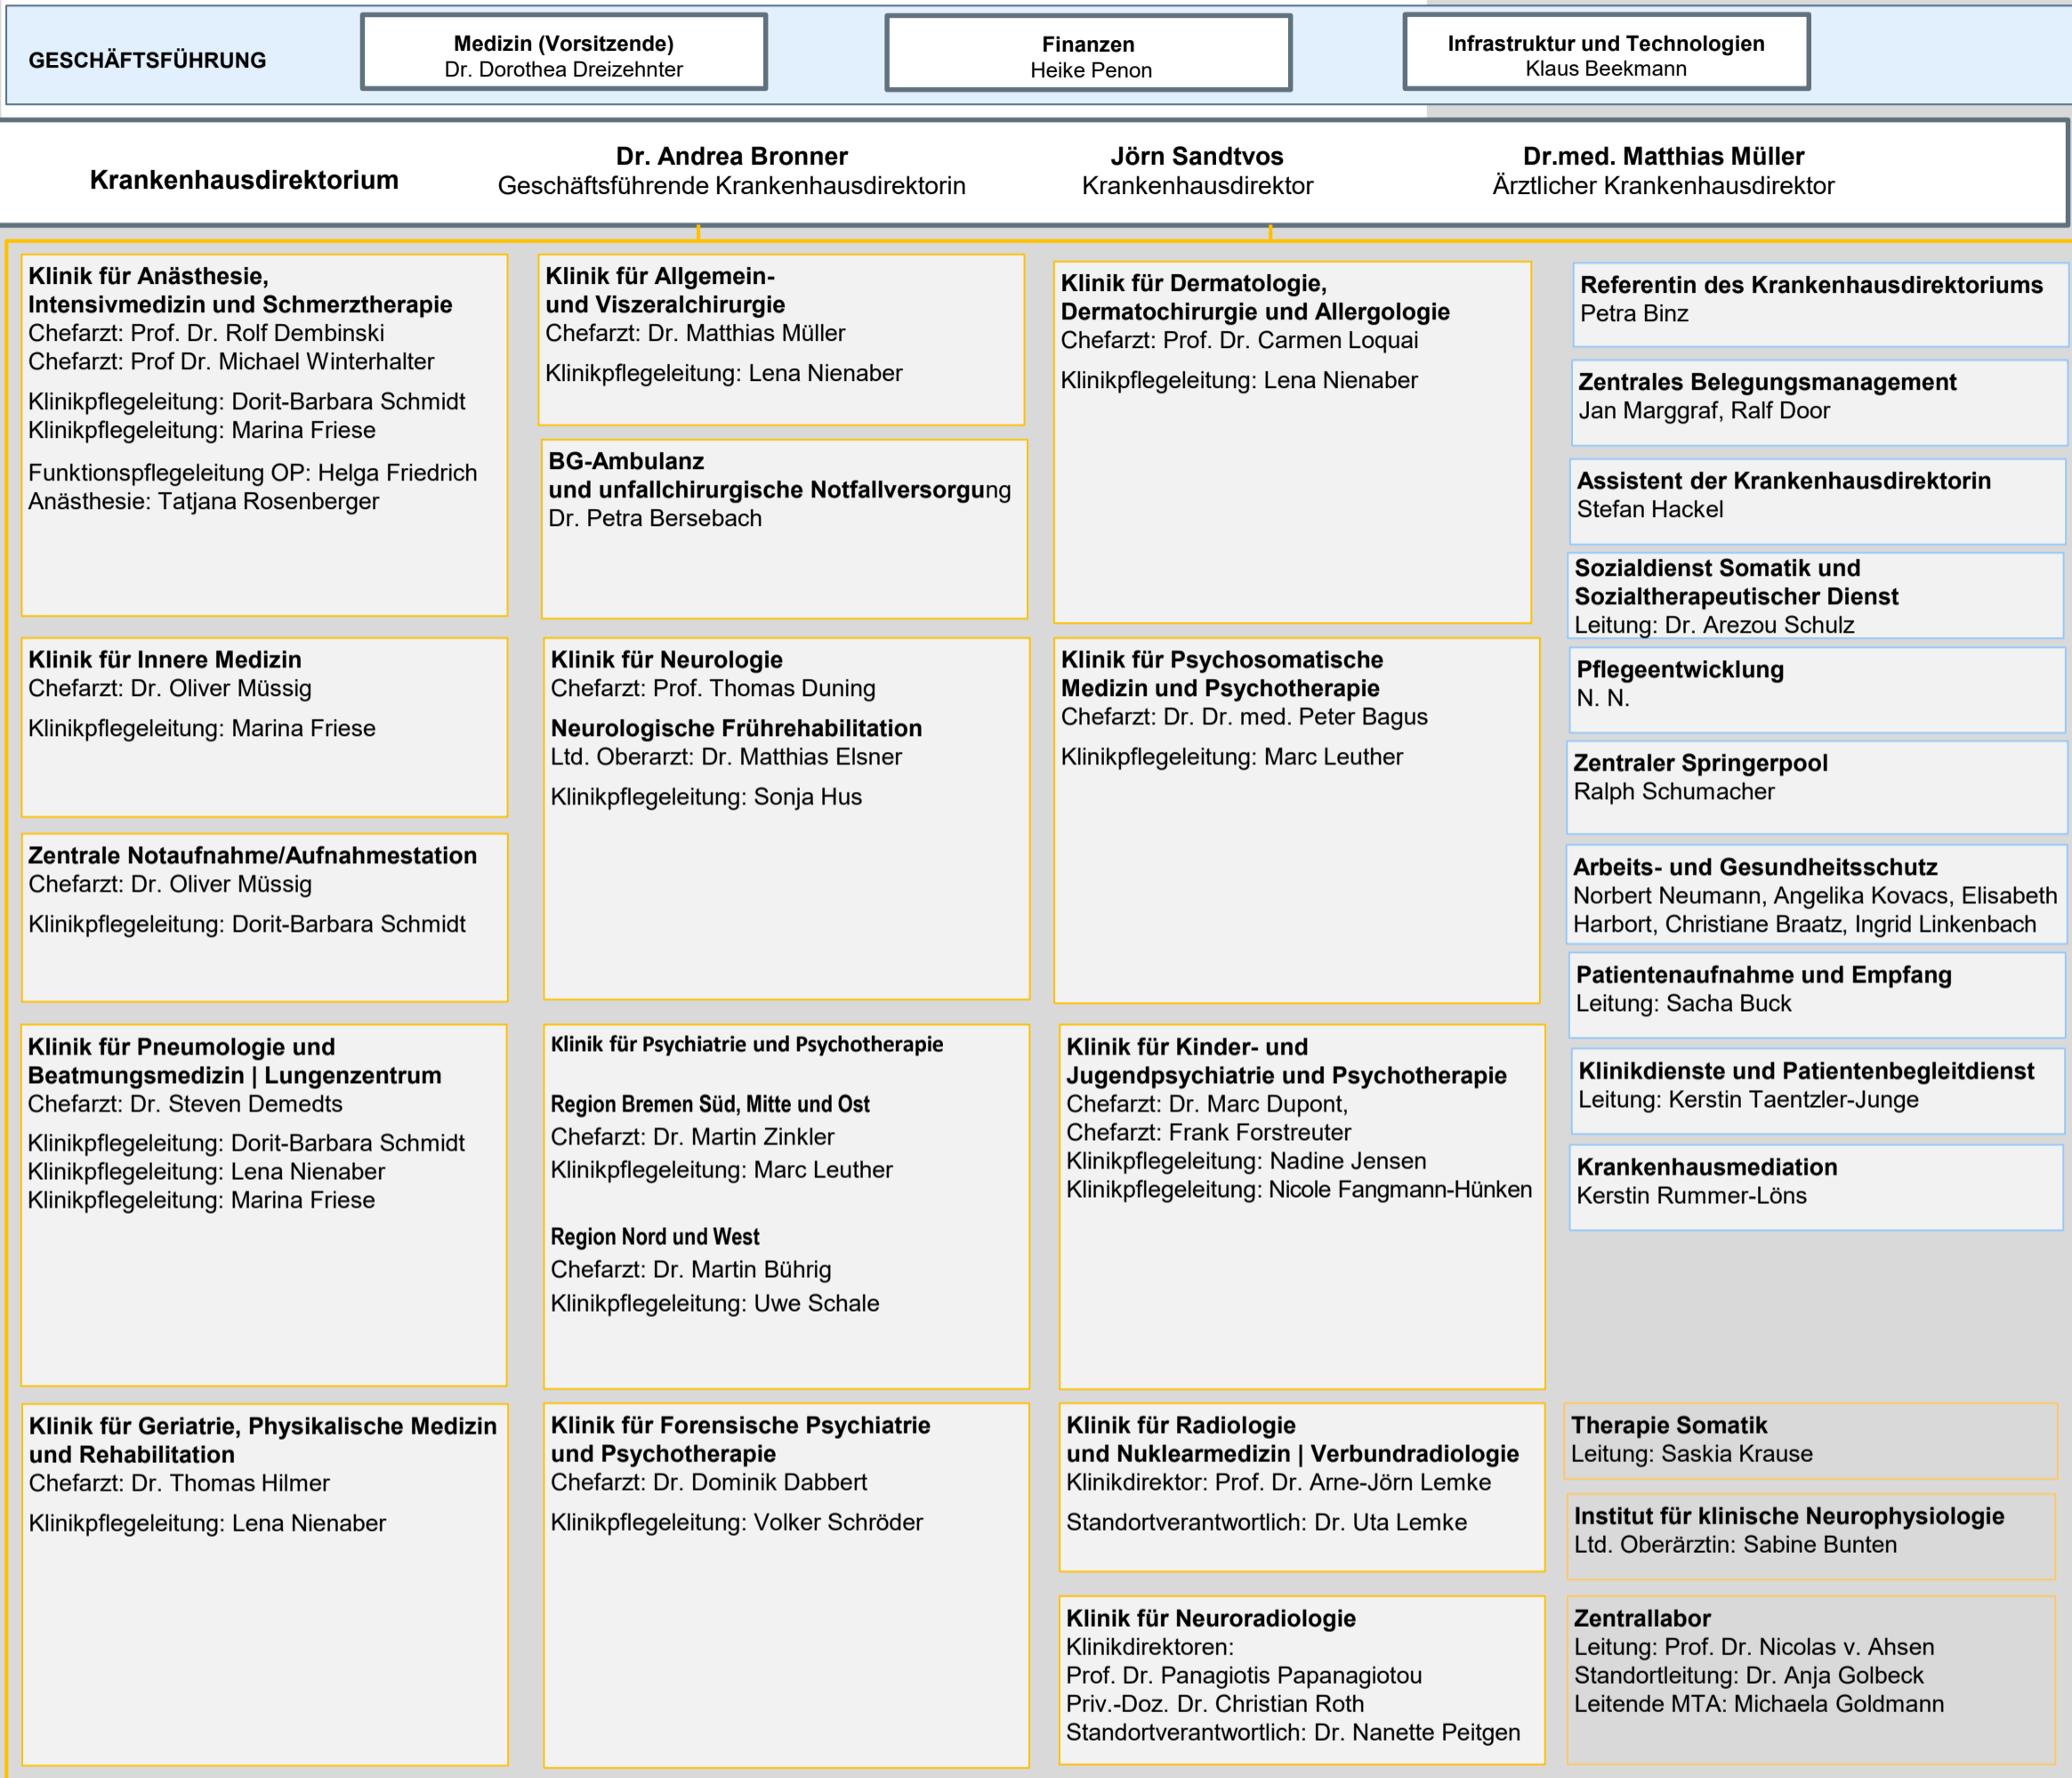 GESCHÄFTSFÜHRUNG
Medizin (Vorsitzende)
Dr. Dorothea Dreizehnter
Finanzen
Heike Penon
Infrastruktur und Technologien
Klaus Beekmann
Krankenhausdirektorium
Dr. Andrea Bronner
Geschäftsführende Krankenhausdirektorin
Jörn Sandtvos
Krankenhausdirektor
Dr.med. Matthias Müller
Ärztlicher Krankenhausdirektor
Klinik für Anästhesie,
Intensivmedizin und Schmerztherapie
Chefarzt: Prof. Dr. Rolf Dembinski
Chefarzt: Prof Dr. Michael Winterhalter
Klinikpflegeleitung: Dorit-Barbara Schmidt
Klinikpflegeleitung: Marina Friese
Funktionspflegeleitung OP: Helga Friedrich
Anästhesie: Tatjana Rosenberger
Klinik für Innere Medizin
Chefarzt: Dr. Oliver Müssig
Klinikpflegeleitung: Marina Friese
Zentrale Notaufnahme/Aufnahmestation
Chefarzt: Dr. Oliver Müssig
Klinikpflegeleitung: Dorit-Barbara Schmidt
Klinik für Pneumologie und
Beatmungsmedizin | Lungenzentrum
Chefarzt: Dr. Steven Demedts
Klinikpflegeleitung: Dorit-Barbara Schmidt
Klinikpflegeleitung: Lena Nienaber
Klinikpflegeleitung: Marina Friese
Klinik für Geriatrie, Physikalische Medizin
und Rehabilitation
Chefarzt: Dr. Thomas Hilmer
Klinikpflegeleitung: Lena Nienaber
Klinik für Allgemein-
und Viszeralchirurgie
Chefarzt: Dr. Matthias Müller
Klinikpflegeleitung: Lena Nienaber
BG-Ambulanz
und unfallchirurgische Notfallversorgung
Dr. Petra Bersebach
Klinik für Neurologie
Chefarzt: Prof. Thomas Duning
Neurologische Frührehabilitation
Ltd. Oberarzt: Dr. Matthias Elsner
Klinikpflegeleitung: Sonja Hus
Klinik für Psychiatrie und Psychotherapie
Region Bremen Süd, Mitte und Ost
Chefarzt: Dr. Martin Zinkler
Klinikpflegeleitung: Marc Leuther
Region Nord und West
Chefarzt: Dr. Martin Bührig
Klinikpflegeleitung: Uwe Schale
Klinik für Forensische Psychiatrie
und Psychotherapie
Chefarzt: Dr. Dominik Dabbert
Klinikpflegeleitung: Volker Schröder
Klinik für Dermatologie,
Dermatochirurgie und Allergologie
Chefarzt: Prof. Dr. Carmen Loquai
Klinikpflegeleitung: Lena Nienaber
Klinik für Psychosomatische
Medizin und Psychotherapie
Chefarzt: Dr. Dr. med. Peter Bagus
Klinikpflegeleitung: Marc Leuther
Klinik für Kinder- und
Jugendpsychiatrie und Psychotherapie
Chefarzt: Dr. Marc Dupont,
Chefarzt: Frank Forstreuter
Klinikpflegeleitung: Nadine Jensen
Klinikpflegeleitung: Nicole Fangmann-Hünken
Klinik für Radiologie
und Nuklearmedizin | Verbundradiologie
Klinikdirektor: Prof. Dr. Arne-Jörn Lemke
Standortverantwortlich: Dr. Uta Lemke
Klinik für Neuroradiologie
Klinikdirektoren:
Prof. Dr. Panagiotis Papanagiotou
Priv.-Doz. Dr. Christian Roth
Standortverantwortlich: Dr. Nanette Peitgen
Referentin des Krankenhausdirektoriums
Petra Binz
Zentrales Belegungsmanagement
Jan Marggraf, Ralf Door
Assistent der Krankenhausdirektorin
Stefan Hackel
Sozialdienst Somatik und
Sozialtherapeutischer Dienst
Leitung: Dr. Arezou Schulz
Pflegeentwicklung
N. N.
Zentraler Springerpool
Ralph Schumacher
Arbeits- und Gesundheitsschutz
Norbert Neumann, Angelika Kovacs, Elisabeth
Harbort, Christiane Braatz, Ingrid Linkenbach
Patientenaufnahme und Empfang
Leitung: Sacha Buck
Klinikdienste und Patientenbegleitdienst
Leitung: Kerstin Taentzler-Junge
Krankenhausmediation
Kerstin Rummer-Löns
Therapie Somatik
Leitung: Saskia Krause
Institut für klinische Neurophysiologie
Ltd. Oberärztin: Sabine Bunten
Zentrallabor
Leitung: Prof. Dr. Nicolas v. Ahsen
Standortleitung: Dr. Anja Golbeck
Leitende MTA: Michaela Goldmann